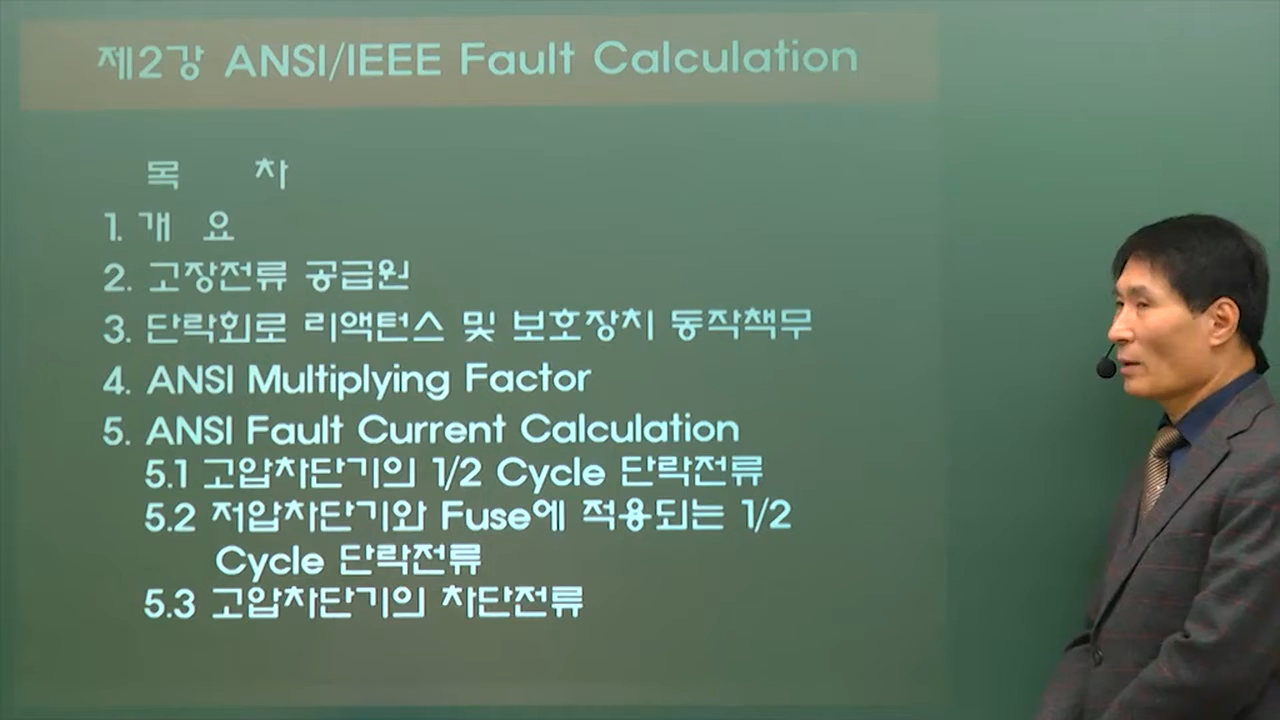 제2강 ANSI/IEEE Fault Calculation
목 차
1. 개 요
2. 고장전류 공급원
3. 단락회로 리액턴스 및 보호장치 동작책무
4. ANSI Multiplying Factor
5. ANSI Fault Current Calculation
5.1 고압차단기의 1/2 Cycle 단락전류
5.2 저압차단기와 Fuse에 적용되는 1/2
Cycle 단락전류
5.3 고압차단기의 차단전류